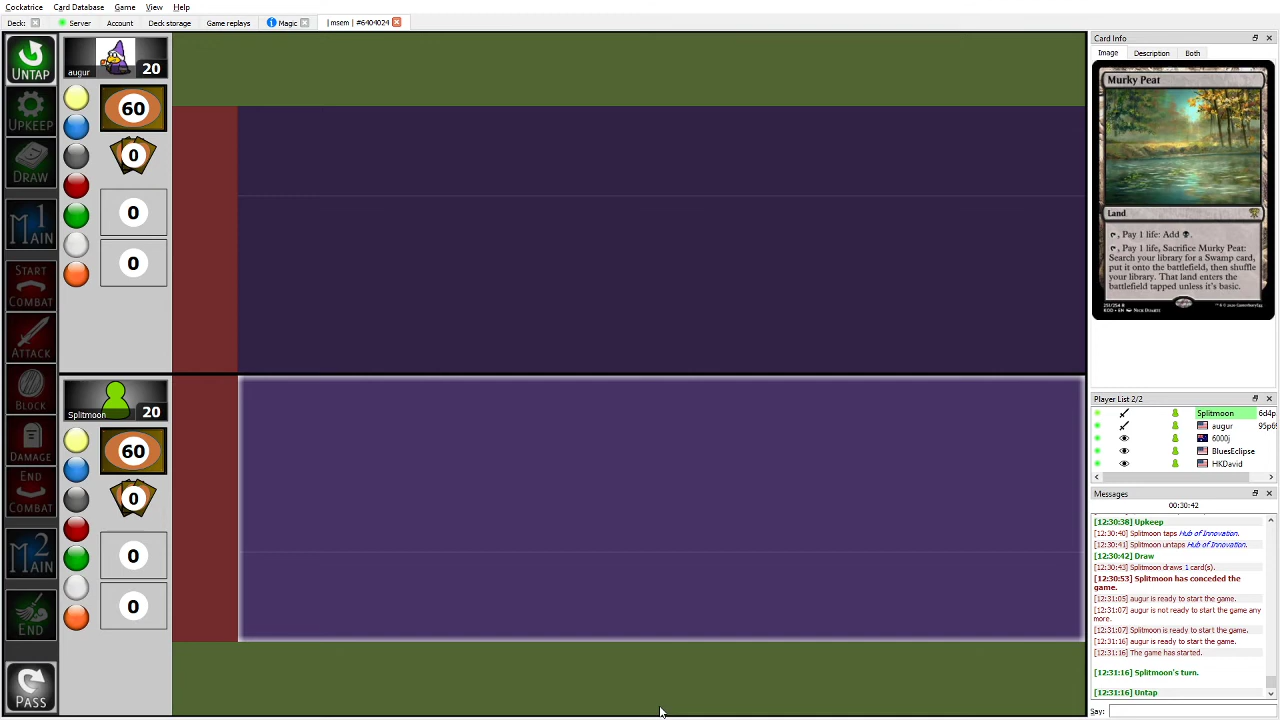 Cockatrice Card Database Game View Help
Deck: Server Account Deck storage Game replays Magic | msem | #6404024
UNTAP
UPKEEP
DRAW
MAIN 1
START
COMBAT
ATTACK
BLOCK
DAMAGE
END
COMBAT
MAIN 2
END
PASS
augur 20
60
0
0
0
Splitmoon 20
60
0
0
0
Card Info
Image Description Both
Murky Peat
Land
, Pay 1 life: Add .
, Pay 1 life, Sacrifice Murky Peat:
Search your library for a Swamp card,
put it onto the battlefield, then shuffle
your library. That land enters the
battlefield tapped unless it's basic.
Player List 2/2
Splitmoon 6d4p
augur 95p6
6000j
BluesEclipse
HKDavid
Messages
00:30:42
[12:30:38] Upkeep
[12:30:40] Splitmoon taps Hub of Innovation.
[12:30:41] Splitmoon untaps Hub of Innovation.
[12:30:42] Draw
[12:30:43] Splitmoon draws 1 card(s).
[12:30:53] Splitmoon has conceded the
game.
[12:31:05] augur is ready to start the game.
[12:31:07] augur is not ready to start the game any
more.
[12:31:07] Splitmoon is ready to start the game.
[12:31:16] augur is ready to start the game.
[12:31:16] The game has started.
[12:31:16] Splitmoon's turn.
[12:31:16] Untap
Say: